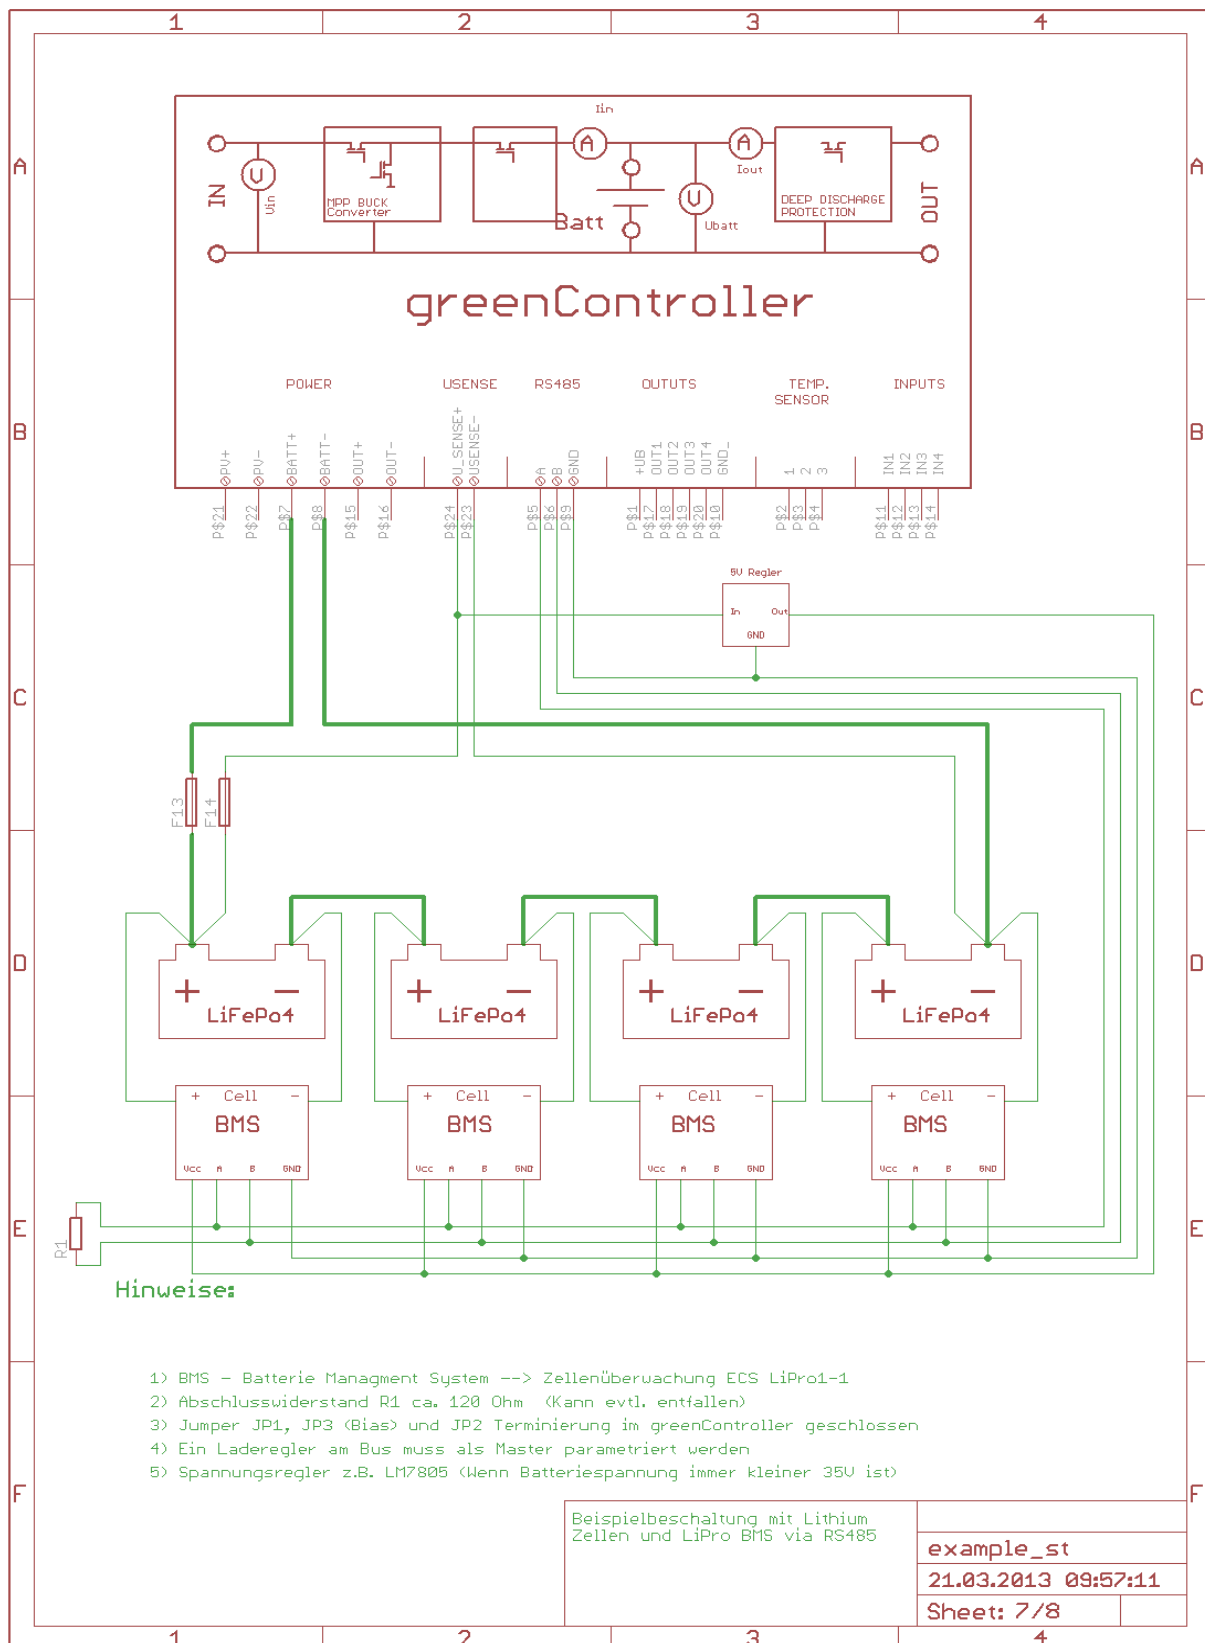 1 2 3 4
A A
Iin
A A
V V
IN OUT
Vin
MPP BUCK
Converter
Batt
Ubatt
Iout
DEEP DISCHARGE
PROTECTION
greenController
B B
POWER USENSE RS485 OUTUTS TEMP.
SENSOR INPUTS
PV+ PV- BATT+ BATT- OUT+ OUT- U_SENSE+ USENSE- A B GND +UB OUT1 OUT2 OUT3 OUT4 GND_ 1 2 3 IN1 IN2 IN3 IN4
P$21 P$22 P$7 P$8 P$15 P$16 P$24 P$23 P$5 P$6 P$9 P$1 P$17 P$18 P$19 P$20 P$10 P$2 P$3 P$4 P$11 P$12 P$13 P$14
5V Regler
In Out
GND
C C
F13 F14
D D
+ - + - + - + -
LiFePo4 LiFePo4 LiFePo4 LiFePo4
+ Cell - + Cell - + Cell - + Cell -
BMS BMS BMS BMS
Vcc A B GND Vcc A B GND Vcc A B GND Vcc A B GND
E E
R1
Hinweise:
1) BMS - Batterie Managment System --> Zellenüberwachung ECS LiPro1-1
2) Abschlusswiderstand R1 ca. 120 Ohm (Kann evtl. entfallen)
3) Jumper JP1, JP3 (Bias) und JP2 Terminierung im greenController geschlossen
4) Ein Laderegler am Bus muss als Master parametriert werden
5) Spannungsregler z.B. LM7805 (Wenn Batteriespannung immer kleiner 35V ist)
F F
Beispielbeschaltung mit Lithium
Zellen und LiPro BMS via RS485
example_st
21.03.2013 09:57:11
Sheet: 7/8
1 2 3 4